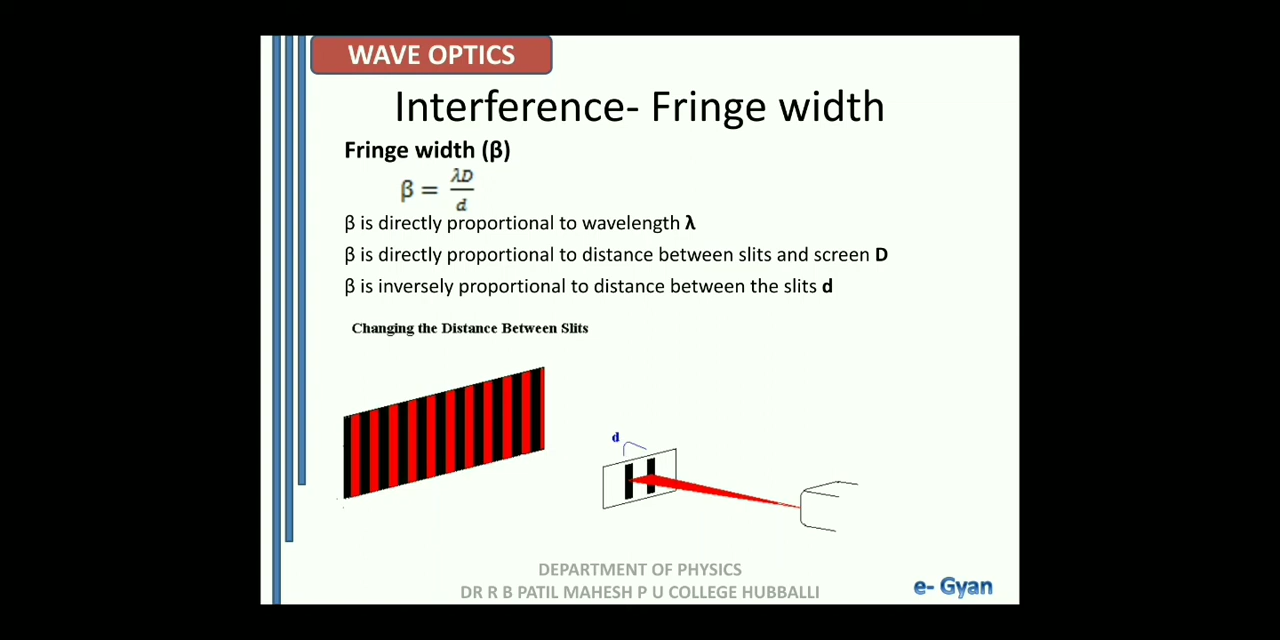 WAVE OPTICS
Interference- Fringe width
Fringe width (β)
β = λD/d
β is directly proportional to wavelength λ
β is directly proportional to distance between slits and screen D
β is inversely proportional to distance between the slits d
Changing the Distance Between Slits
d
DEPARTMENT OF PHYSICS
DR R B PATIL MAHESH P U COLLEGE HUBBALLI
e- Gyan